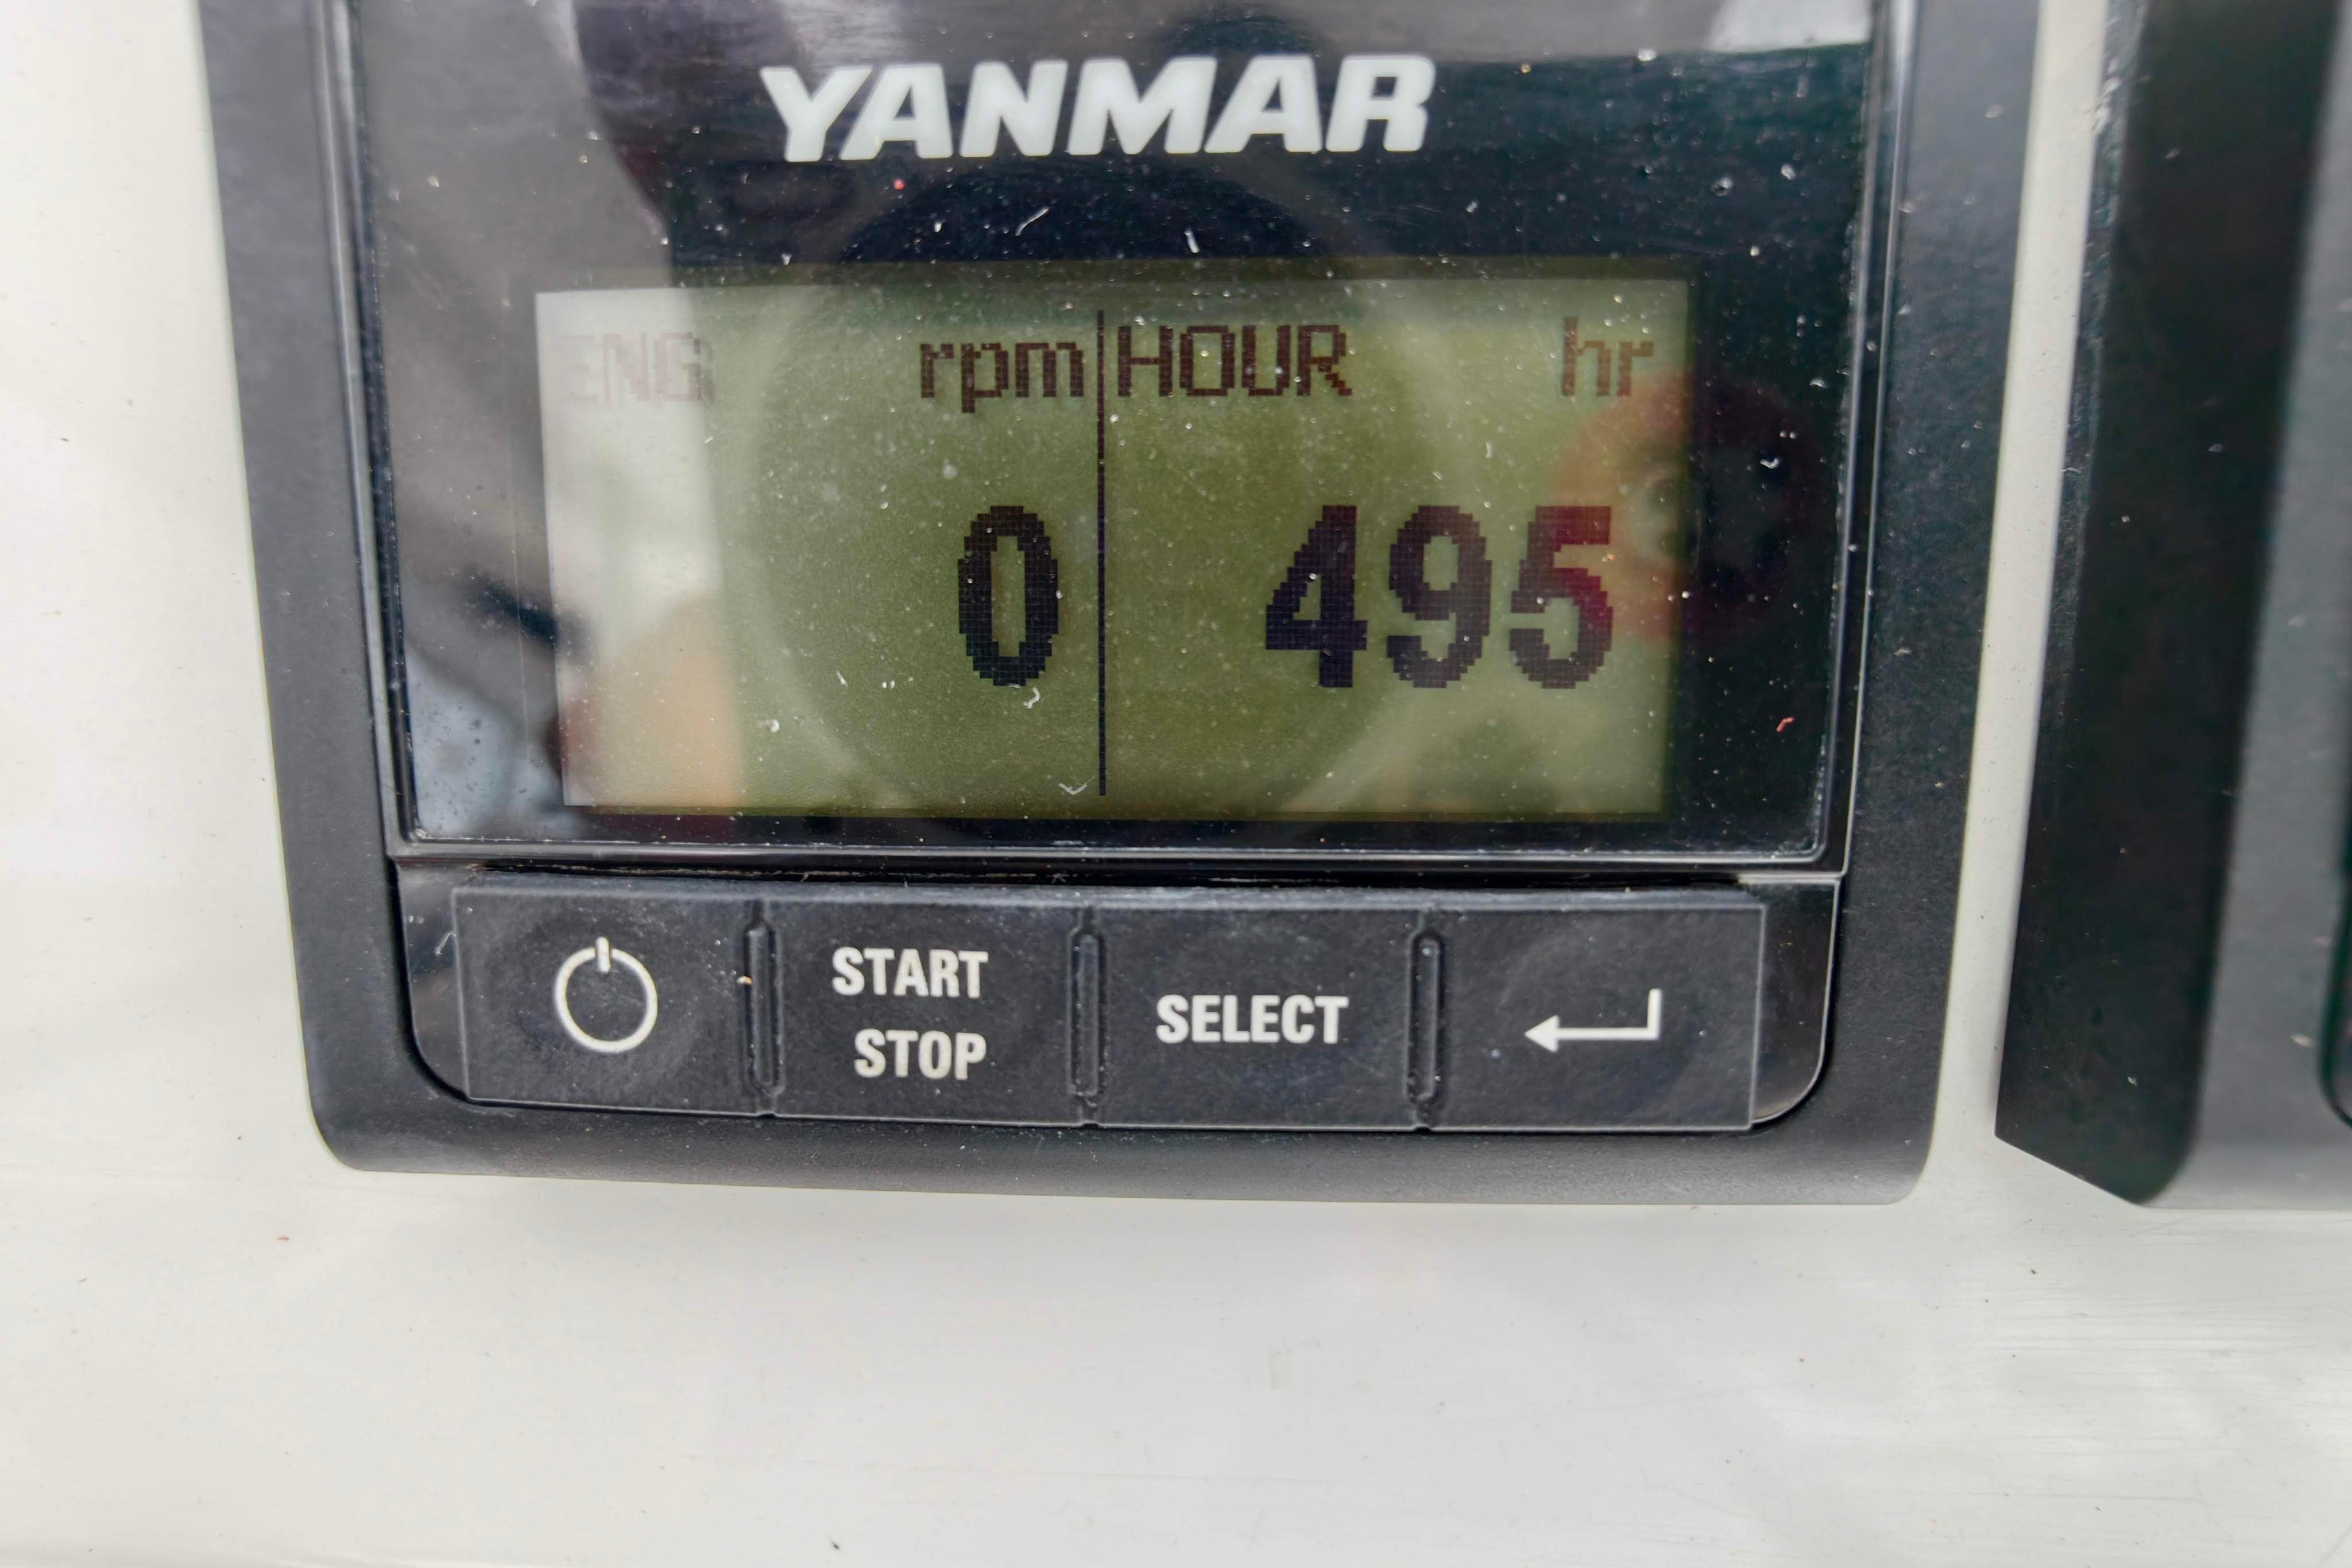 YANMAR
ENG rpm HOUR hr
0 495
START
STOP
SELECT